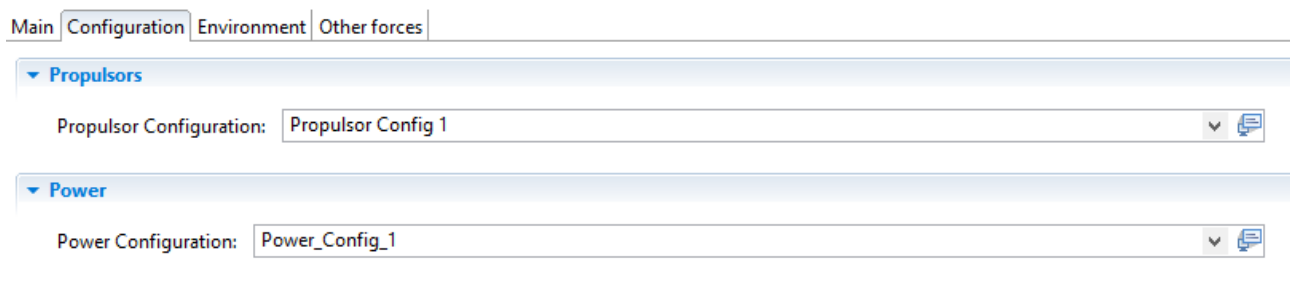 Main Configuration Environment Other forces
Propulsors
Propulsor Configuration: Propulsor Config 1
Power
Power Configuration: Power_Config_1